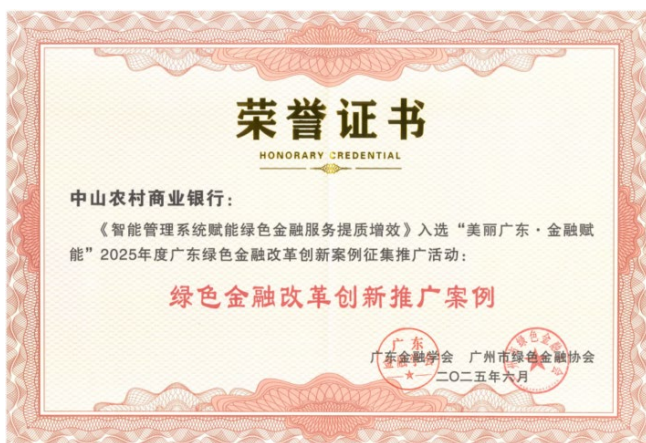 荣誉证书
HONORARY CREDENTIAL
中山农村商业银行：
《智能管理系统赋能绿色金融服务提质增效》入选“美丽广东·金融赋
能”2025年度广东绿色金融改革创新案例征集推广活动：
绿色金融改革创新推广案例
广东金融学会 广州市绿色金融协会
二〇二五年六月
广东